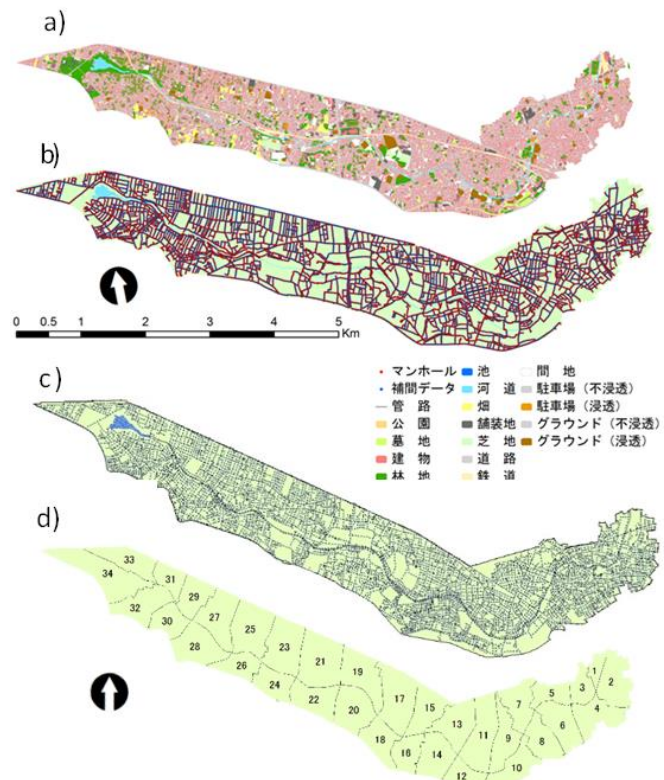 a)
b)
0 0.5 1 2 3 4 5
Km
マンホール 池 間 地
補間データ 河 道 駐車場（不浸透）
管 路 畑 駐車場（浸透）
公 園 舗装地 グラウンド（不浸透）
墓 地 芝 地 グラウンド（浸透）
建 物 道 路
林 地 鉄 道
c)
d)
33
34 31 29 27 25 23 21 19 17 15 13 11 9 7 5 3 1 2
32 30 28 26 24 22 20 18 16 14 12 10 8 6 4